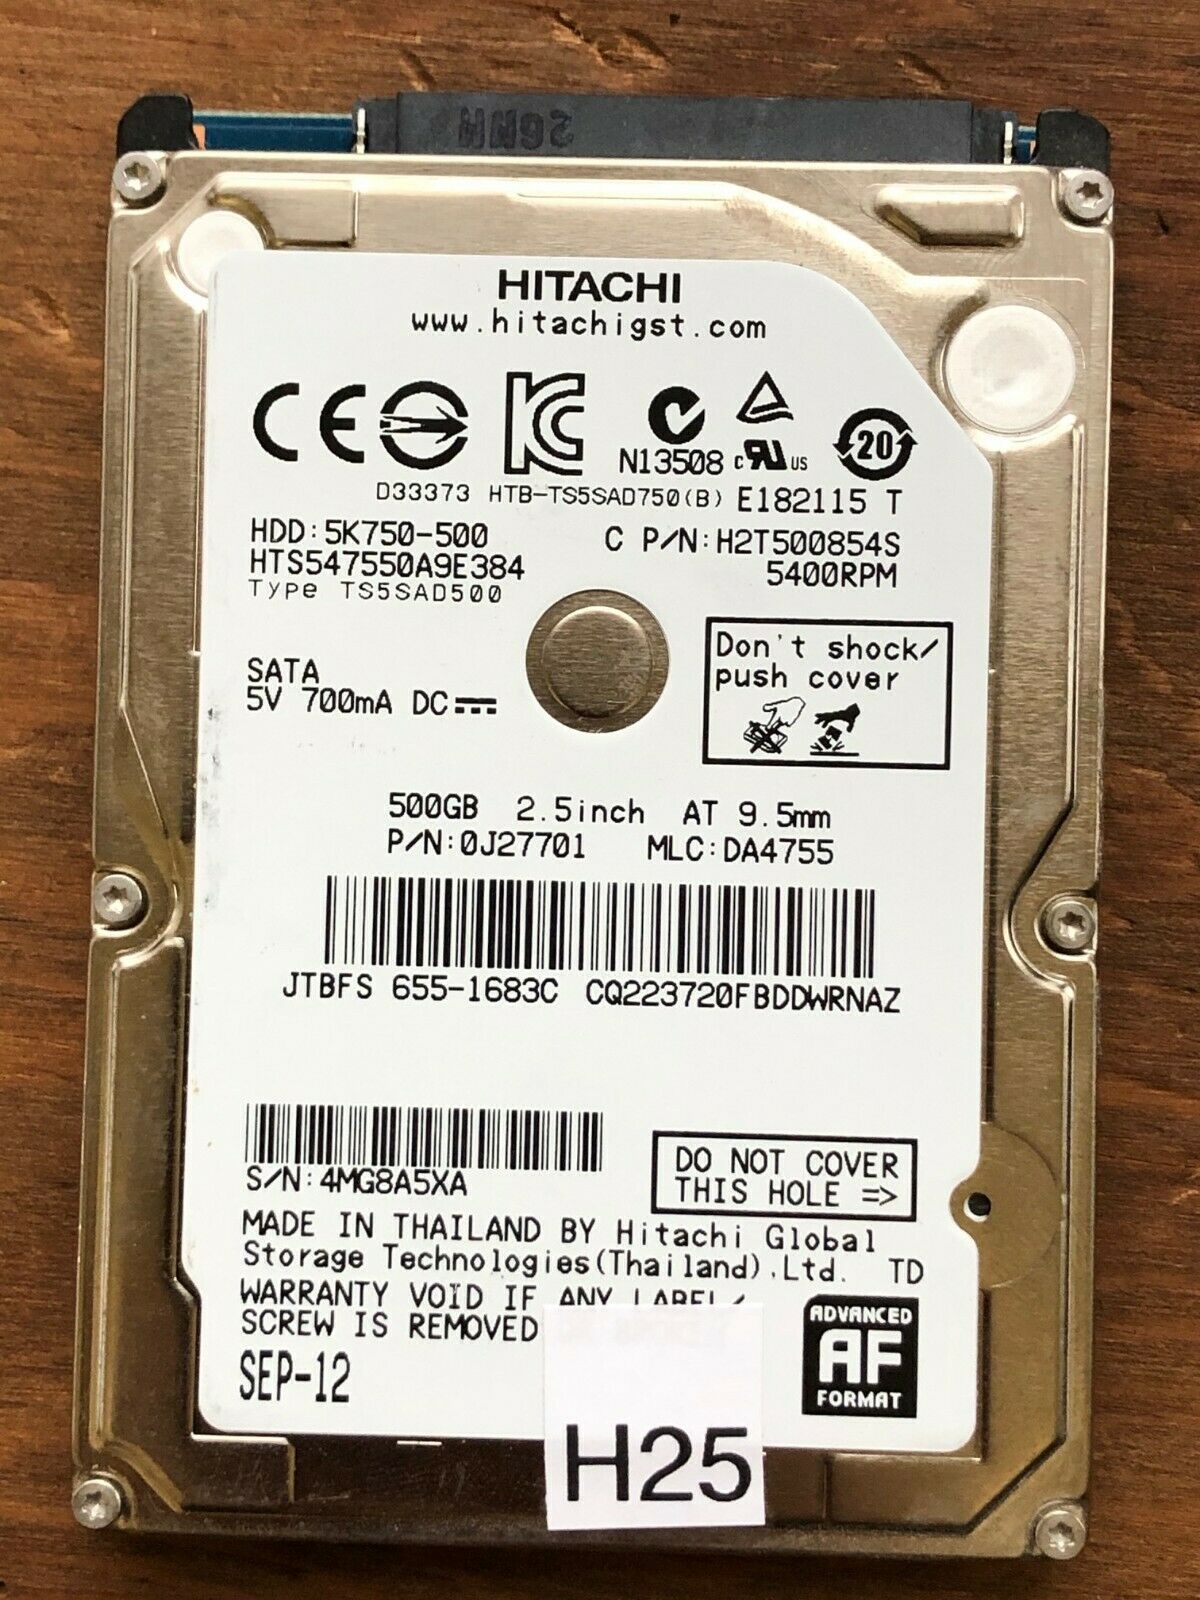 HITACHI
www.hitachigst.com
CE
N13508 c US 20
D33373 HTB-TS5SAD750(B) E182115 T
HDD:5K750-500 C P/N:H2T500854S
HTS547550A9E384 5400RPM
Type TS5SAD500
Don't shock/
push cover
SATA
5V 700mA DC
500GB 2.5inch AT 9.5mm
P/N:0J27701 MLC:DA4755
JTBFS 655-1683C CQ223720FBDDWRNAZ
S/N:4MG8A5XA
DO NOT COVER
THIS HOLE =>
MADE IN THAILAND BY Hitachi Global
Storage Technologies(Thailand).Ltd. TD
WARRANTY VOID IF ANY LABEL/
SCREW IS REMOVED
SEP-12
ADVANCED
AF
FORMAT
H25